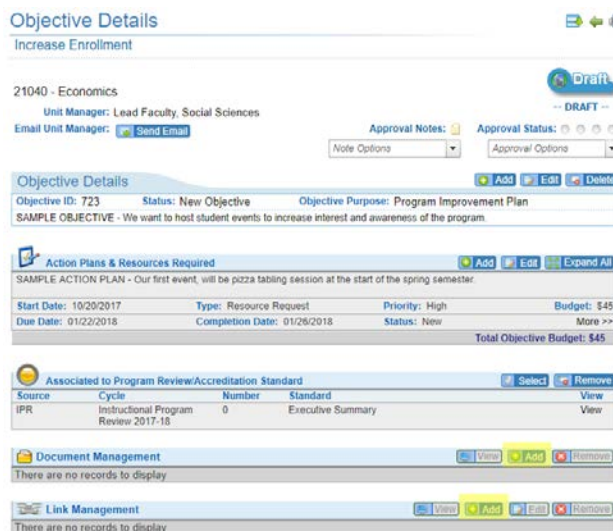 Objective Details
Increase Enrollment
Draft
21040 - Economics
-- DRAFT --
Unit Manager: Lead Faculty, Social Sciences
Email Unit Manager: Send Email
Approval Notes: Approval Status:
Note Options Approval Options
Objective Details Add Edit Delete
Objective ID: 723 Status: New Objective Objective Purpose: Program Improvement Plan
SAMPLE OBJECTIVE - We want to host student events to increase interest and awareness of the program.
Action Plans & Resources Required Add Edit Expand All
SAMPLE ACTION PLAN - Our first event, will be pizza tabling session at the start of the spring semester.
Start Date: 10/20/2017 Type: Resource Request Priority: High Budget: $45
Due Date: 01/22/2018 Completion Date: 01/26/2018 Status: New More >>
Total Objective Budget: $45
Associated to Program Review/Accreditation Standard Select Remove
Source Cycle Number Standard View
IPR Instructional Program 0 Executive Summary View
Review 2017-18
Document Management View Add Remove
There are no records to display
Link Management View Add Edit Remove
There are no records to display